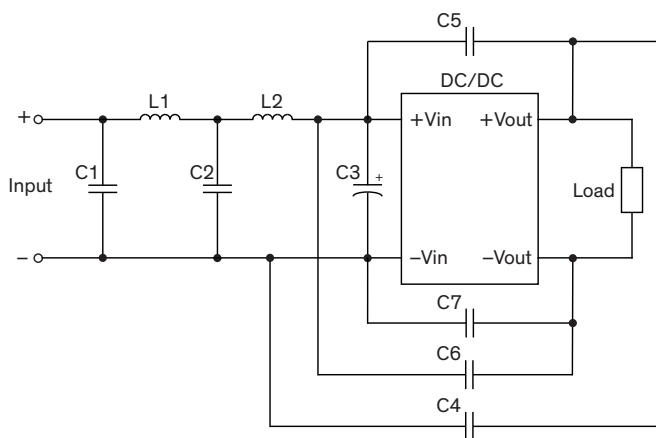 C5
DC/DC
L1
L2
+
+Vin
+Vout
C1
C2
C3
+
Input
Load
–
–Vin
–Vout
C7
C6
C4